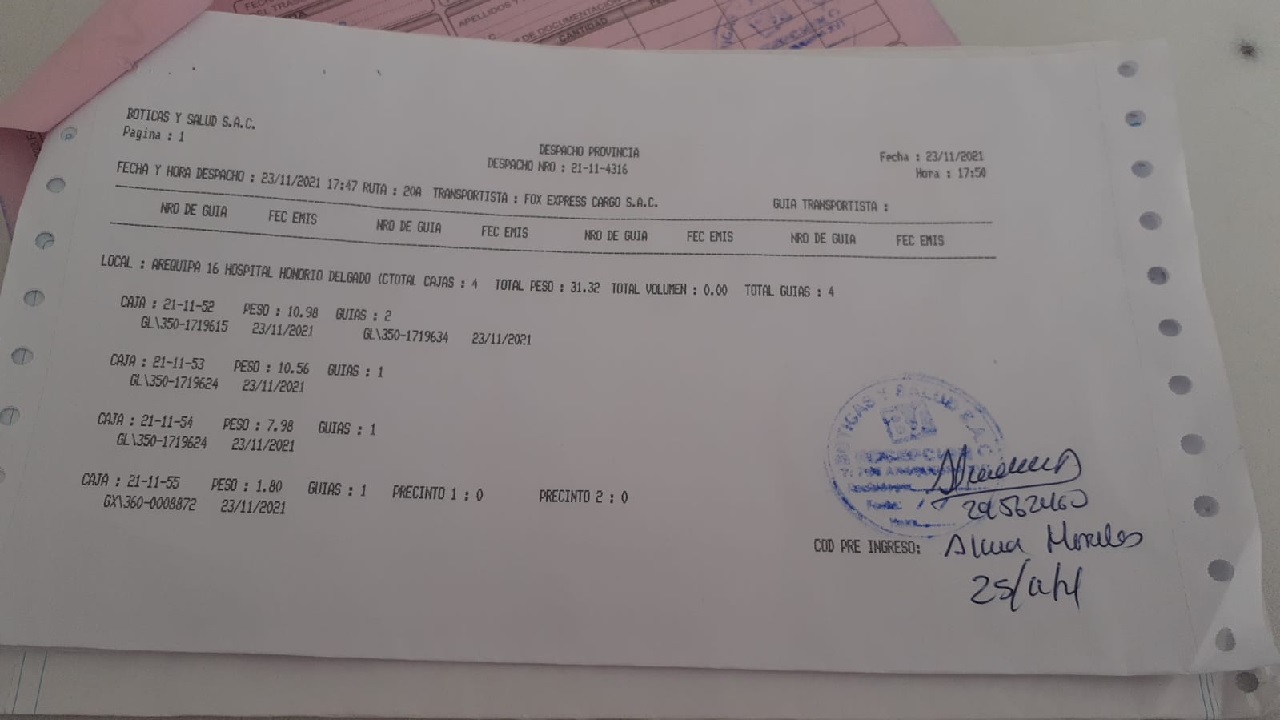 APELLIDOS Y
DE DOCUMENTACIÓN
CANTIDAD
BOTICAS Y SALUD S.A.C.
Pagina : 1
DESPACHO PROVINCIA
DESPACHO NRO : 21-11-4316
Fecha : 23/11/2021
Hora : 17:50
FECHA Y HORA DESPACHO : 23/11/2021 17:47 RUTA : 20A TRANSPORTISTA : FOX EXPRESS CARGO S.A.C. GUIA TRANSPORTISTA :
NRO DE GUIA FEC EMIS NRO DE GUIA FEC EMIS NRO DE GUIA FEC EMIS NRO DE GUIA FEC EMIS
LOCAL : AREQUIPA 16 HOSPITAL HONORIO DELGADO (CTOTAL CAJAS : 4 TOTAL PESO : 31.32 TOTAL VOLUMEN : 0.00 TOTAL GUIAS : 4
CAJA : 21-11-52 PESO : 10.98 GUIAS : 2
GL\350-1719615 23/11/2021 GL\350-1719634 23/11/2021
CAJA : 21-11-53 PESO : 10.56 GUIAS : 1
GL\350-1719624 23/11/2021
CAJA : 21-11-54 PESO : 7.98 GUIAS : 1
GL\350-1719624 23/11/2021
CAJA : 21-11-55 PESO : 1.80 GUIAS : 1 PRECINTO 1 : 0 PRECINTO 2 : 0
GX\360-0008872 23/11/2021
BOTICAS Y SALUD S.A.C.
29562460
COD PRE INGRESO: Alma Morales